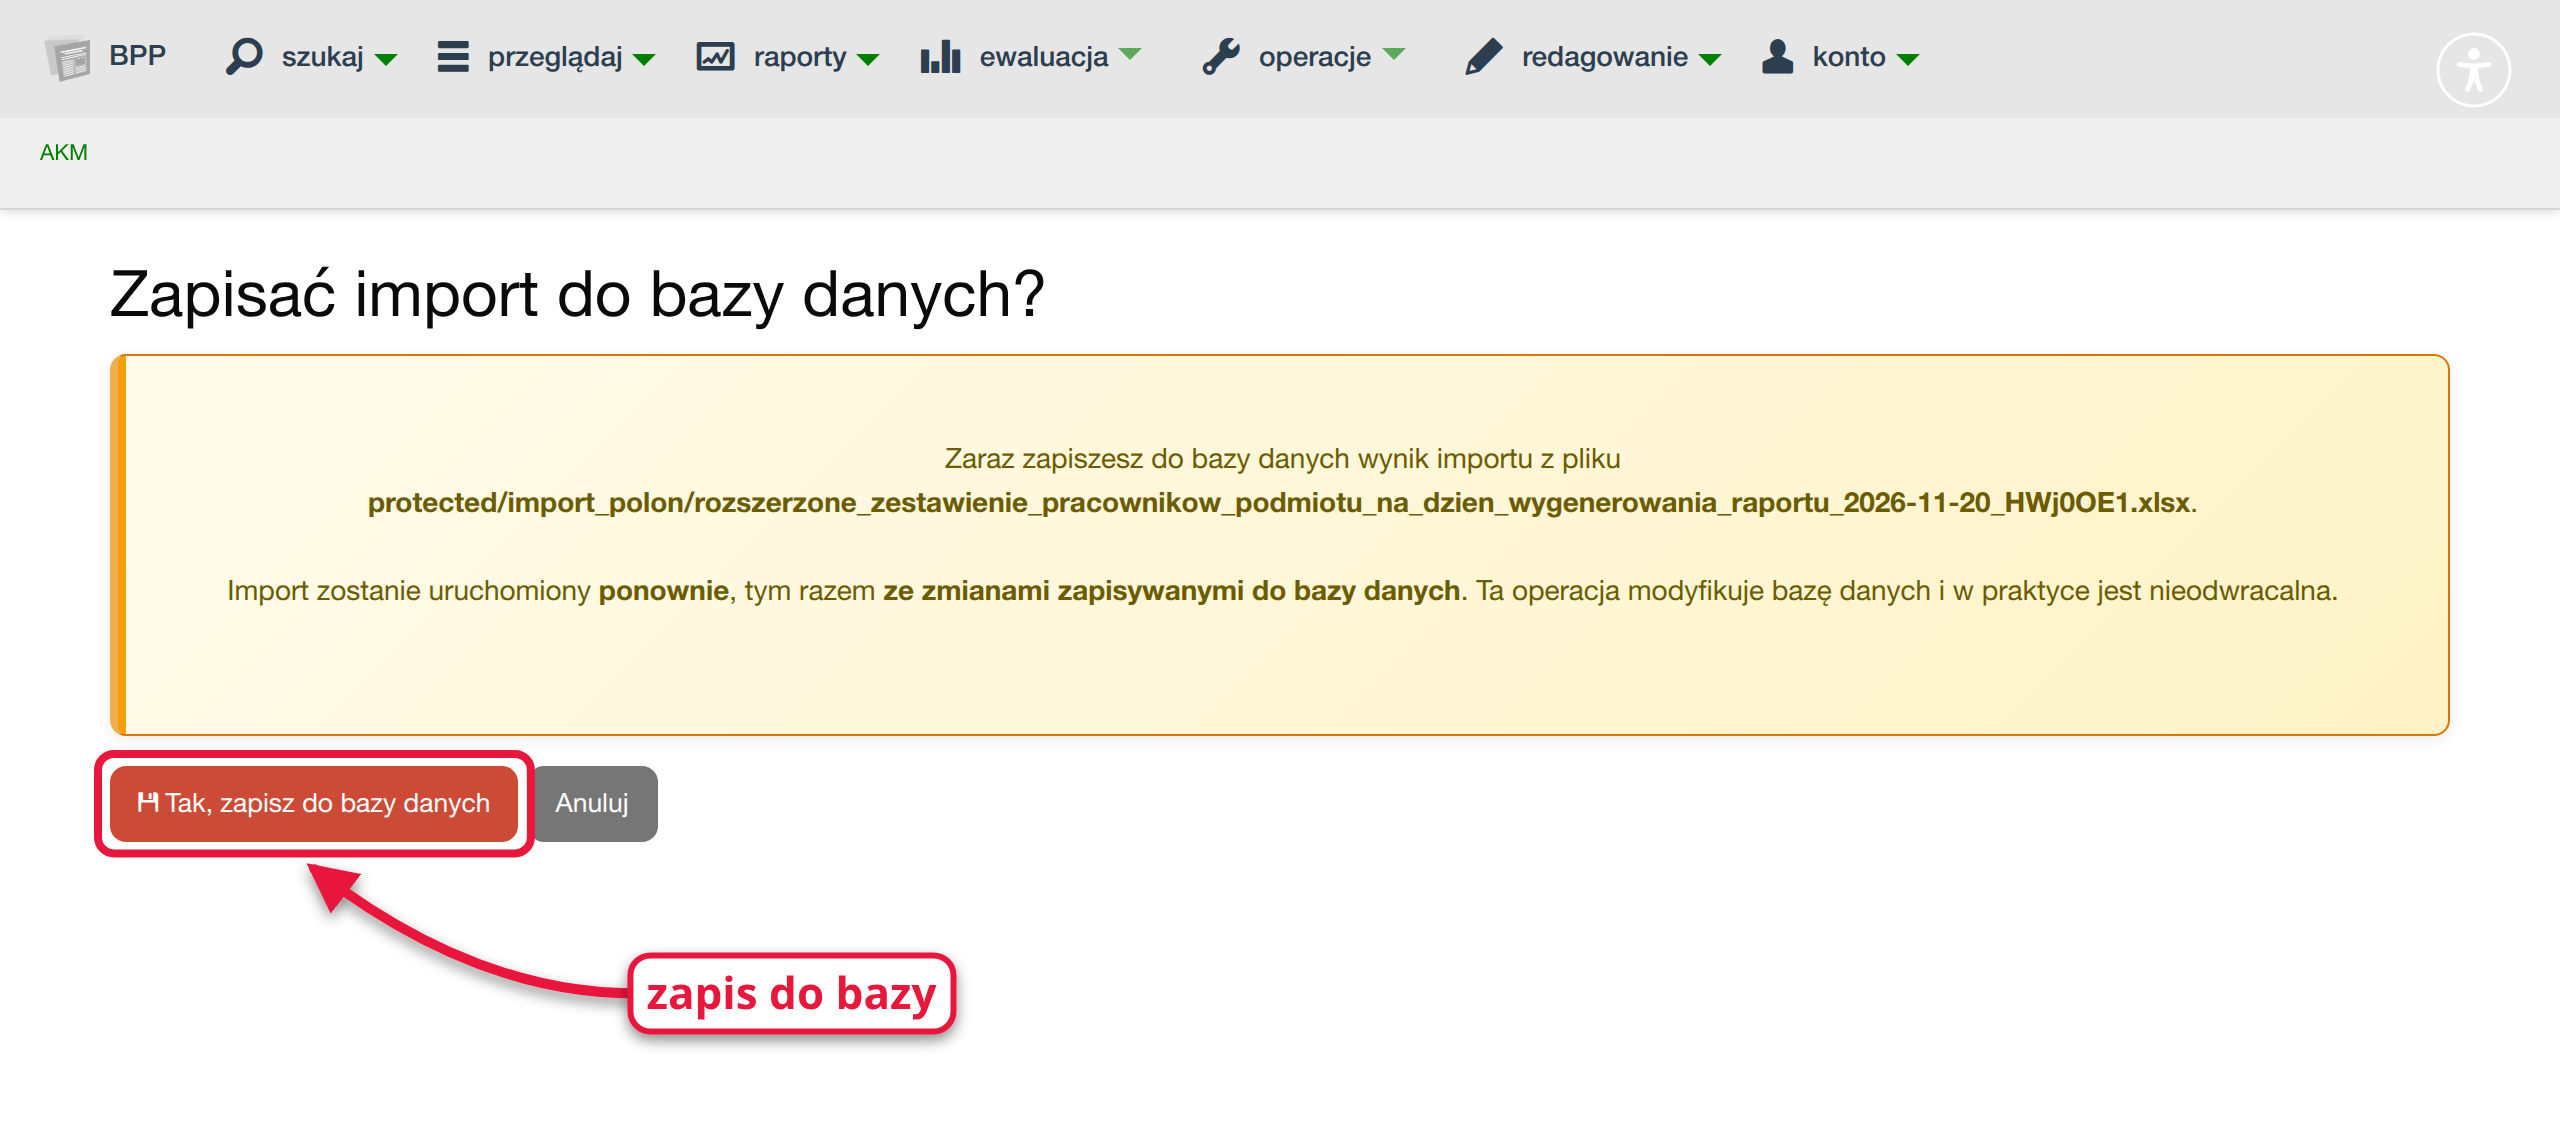 BPP szukaj przeglądaj raporty ewaluacja operacje redagowanie konto
AKM
Zapisać import do bazy danych?
Zaraz zapiszesz do bazy danych wynik importu z pliku
protected/import_polon/rozszerzone_zestawienie_pracownikow_podmiotu_na_dzien_wygenerowania_raportu_2026-11-20_HWj0OE1.xlsx.
Import zostanie uruchomiony ponownie, tym razem ze zmianami zapisywanymi do bazy danych. Ta operacja modyfikuje bazę danych i w praktyce jest nieodwracalna.
Tak, zapisz do bazy danych Anuluj
zapis do bazy